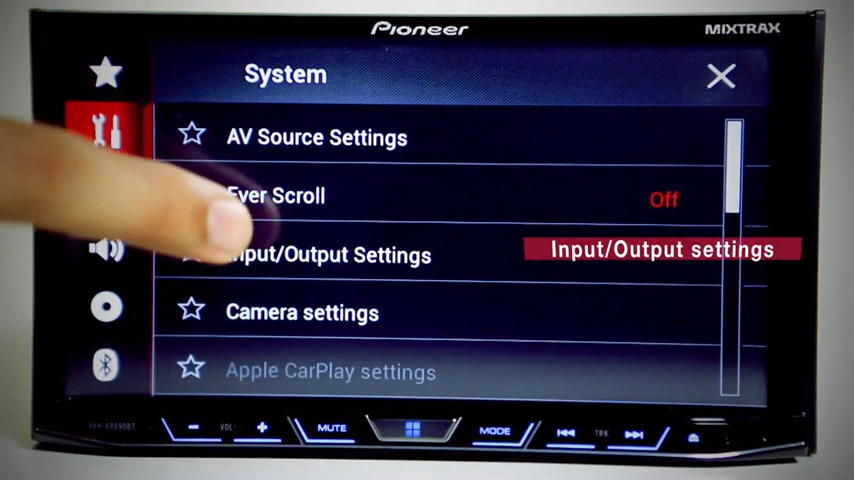 Pioneer
MIXTRAX
System
AV Source Settings
Ever Scroll
Off
Input/Output Settings
Input/Output settings
Camera settings
Apple CarPlay settings
VOL
MUTE
MODE
TRK